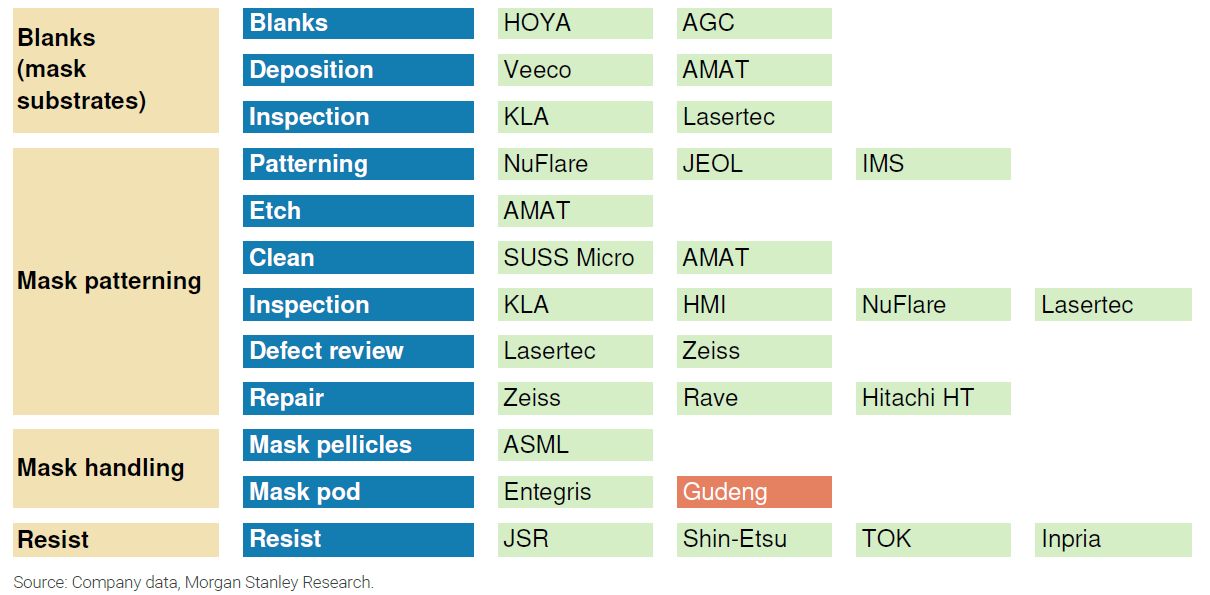 Blanks
(mask
substrates)
Blanks HOYA AGC
Deposition Veeco AMAT
Inspection KLA Lasertec
Mask patterning
Patterning NuFlare JEOL IMS
Etch AMAT
Clean SUSS Micro AMAT
Inspection KLA HMI NuFlare Lasertec
Defect review Lasertec Zeiss
Repair Zeiss Rave Hitachi HT
Mask handling
Mask pellicles ASML
Mask pod Entegris Gudeng
Resist
Resist JSR Shin-Etsu TOK Inpria
Source: Company data, Morgan Stanley Research.